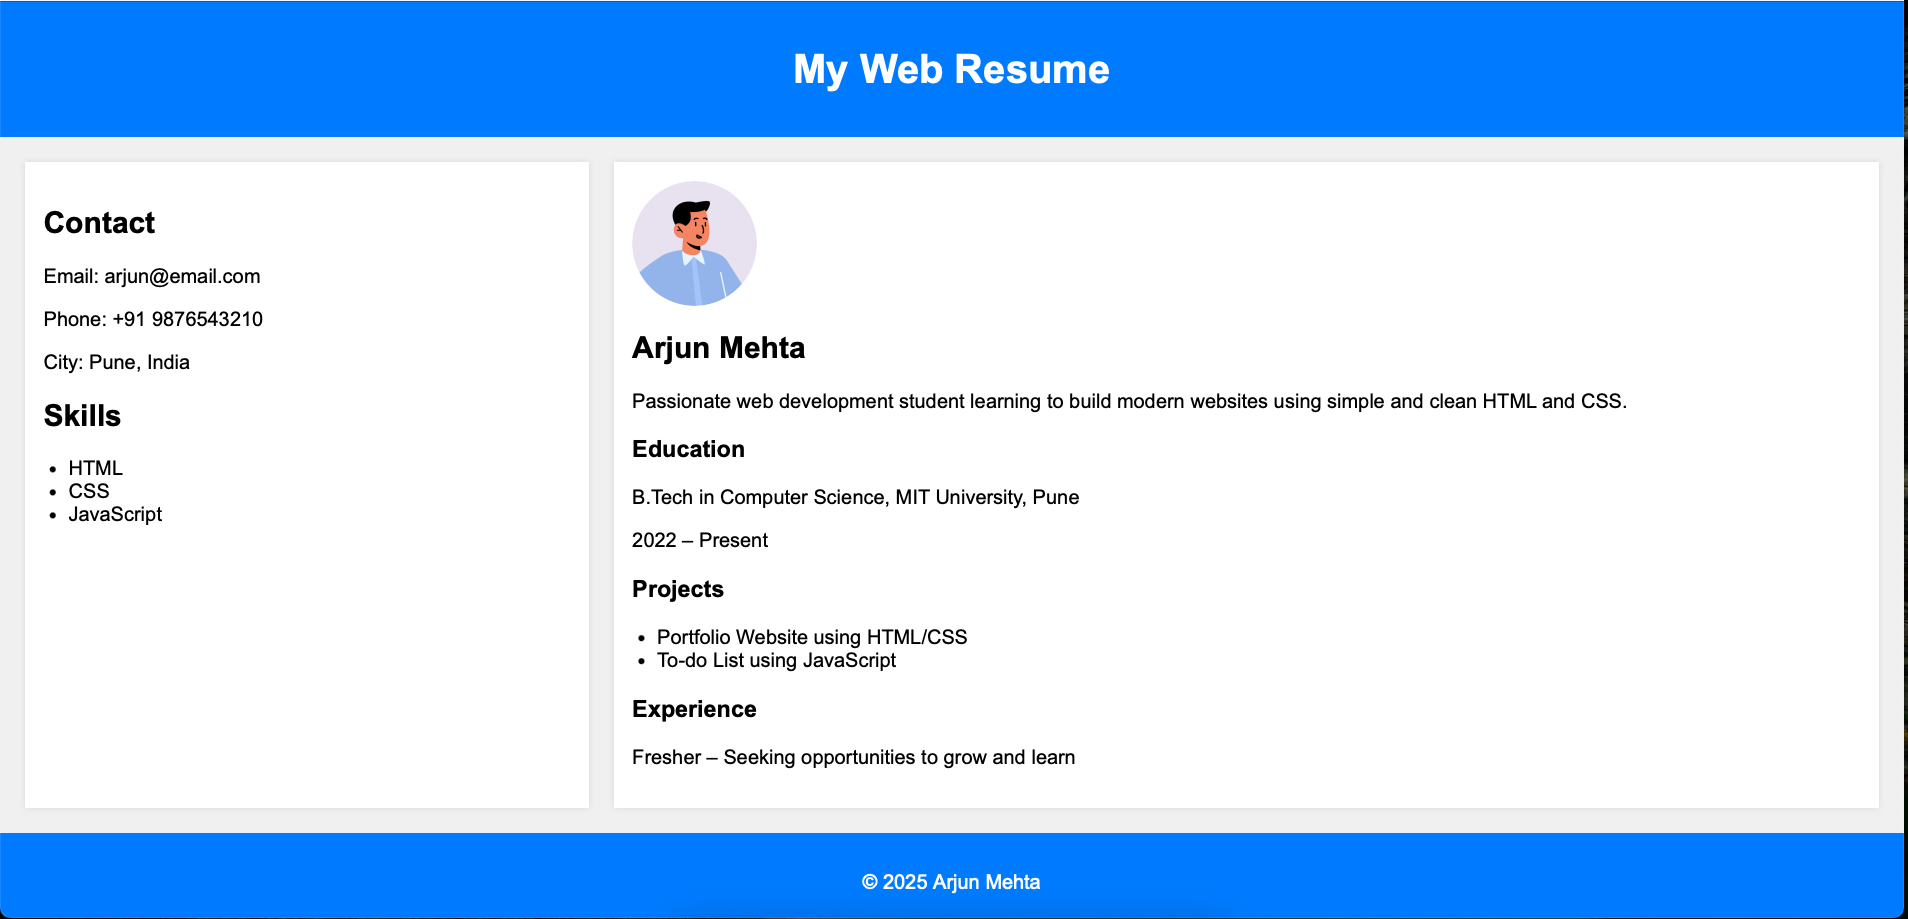 My Web Resume
Contact
Email: arjun@email.com
Phone: +91 9876543210
City: Pune, India
Skills
HTML
CSS
JavaScript
Arjun Mehta
Passionate web development student learning to build modern websites using simple and clean HTML and CSS.
Education
B.Tech in Computer Science, MIT University, Pune
2022 – Present
Projects
Portfolio Website using HTML/CSS
To-do List using JavaScript
Experience
Fresher – Seeking opportunities to grow and learn
© 2025 Arjun Mehta